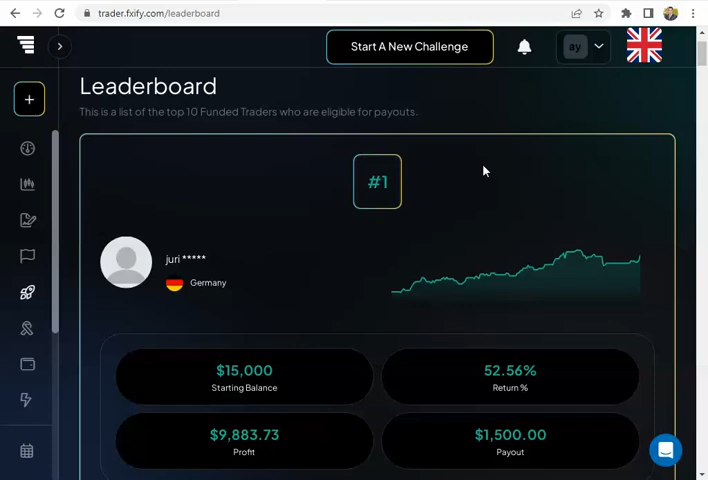 trader.fxify.com/leaderboard
Start A New Challenge
ay
Leaderboard
This is a list of the top 10 Funded Traders who are eligible for payouts.
#1
juri *****
Germany
$15,000
Starting Balance
52.56%
Return %
$9,883.73
Profit
$1,500.00
Payout